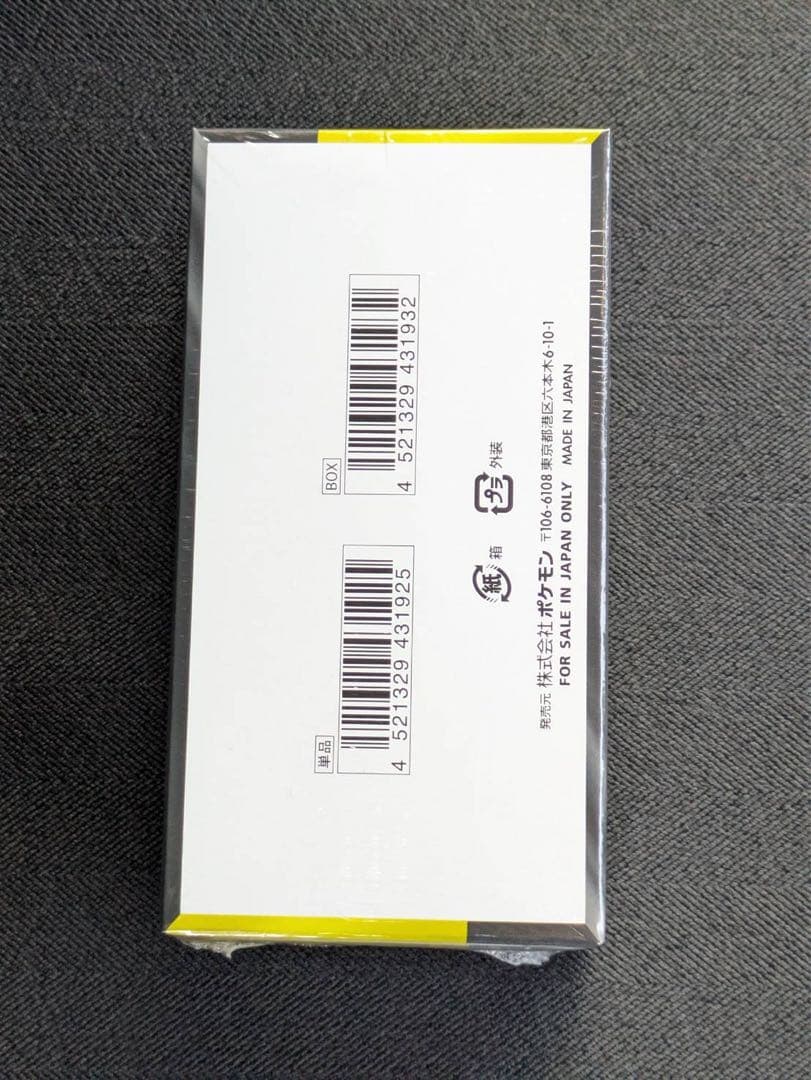 BOX
4 521329 431932
単品
4 521329 431925
紙 箱
プラ 外装
発売元 株式会社 ポケモン 〒106-6108 東京都港区六本木6-10-1
FOR SALE IN JAPAN ONLY MADE IN JAPAN